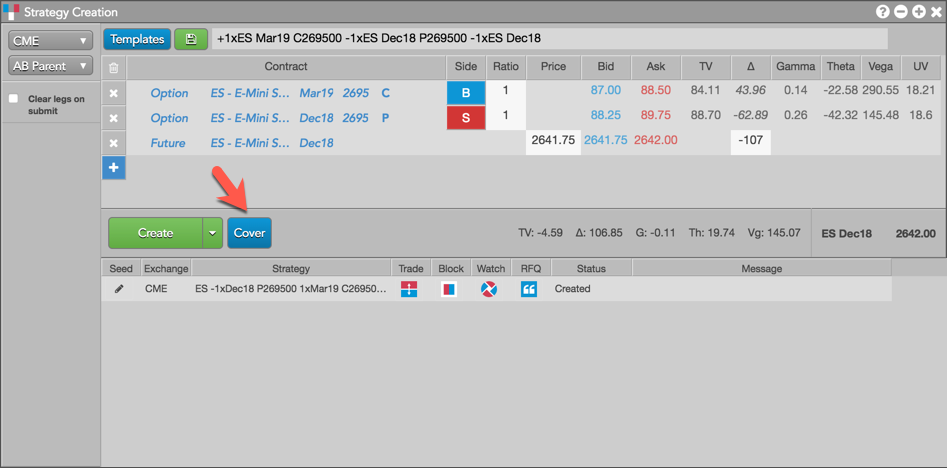 Strategy Creation
CME
AB Parent
Clear legs on
submit
Templates
+1xES Mar19 C269500 -1xES Dec18 P269500 -1xES Dec18
Contract Side Ratio Price Bid Ask TV Δ Gamma Theta Vega UV
Option ES - E-Mini S... Mar19 2695 C B 1 87.00 88.50 84.11 43.96 0.14 -22.58 290.55 18.21
Option ES - E-Mini S... Dec18 2695 P S 1 88.25 89.75 88.70 -62.89 0.26 -42.32 145.48 18.6
Future ES - E-Mini S... Dec18 2641.75 2641.75 2642.00 -107
Create Cover TV: -4.59 Δ: 106.85 G: -0.11 Th: 19.74 Vg: 145.07 ES Dec18 2642.00
Seed Exchange Strategy Trade Block Watch RFQ Status Message
CME ES -1xDec18 P269500 1xMar19 C26950... Created